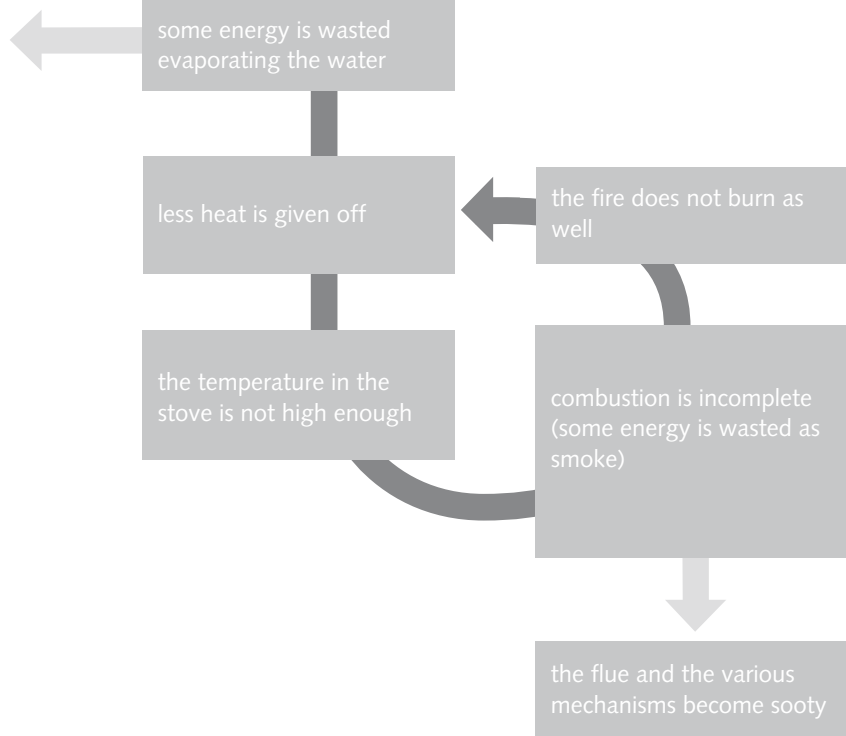 some energy is wasted
evaporating the water
less heat is given off
the temperature in the
stove is not high enough
combustion is incomplete
(some energy is wasted as
smoke)
the fire does not burn as
well
the flue and the various
mechanisms become sooty